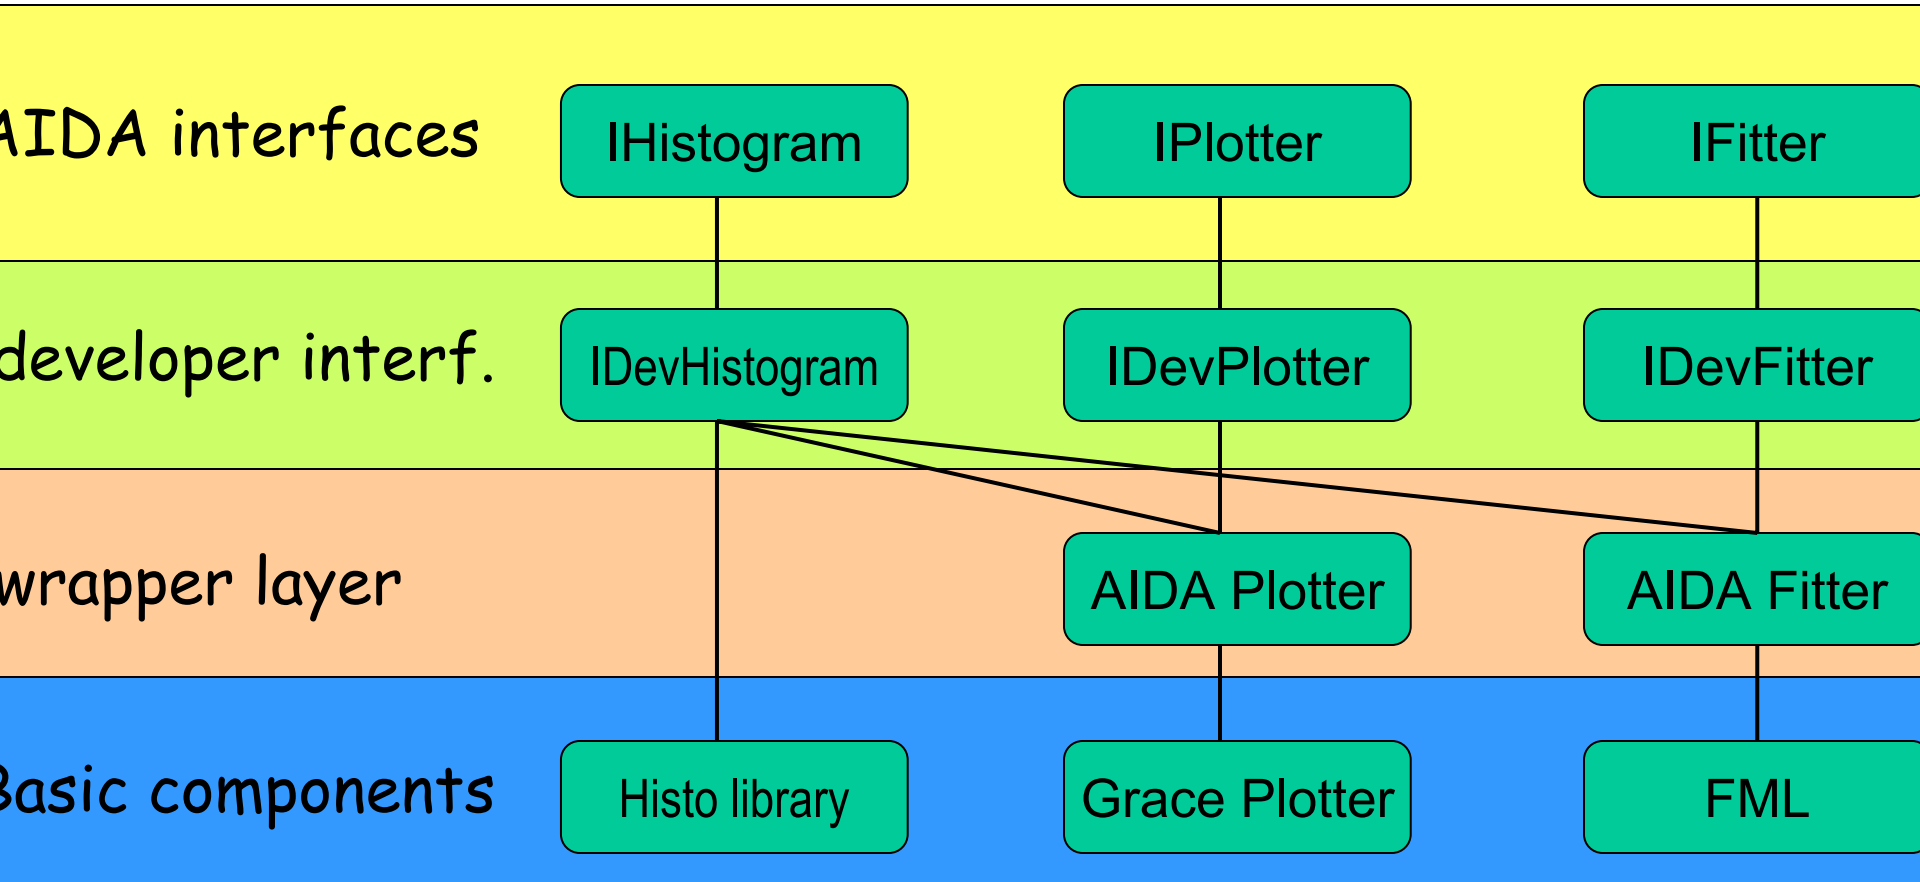 AIDA interfaces IHistogram IPlotter IFitter
developer interf. IDevHistogram IDevPlotter IDevFitter
wrapper layer AIDA Plotter AIDA Fitter
Basic components Histo library Grace Plotter FML